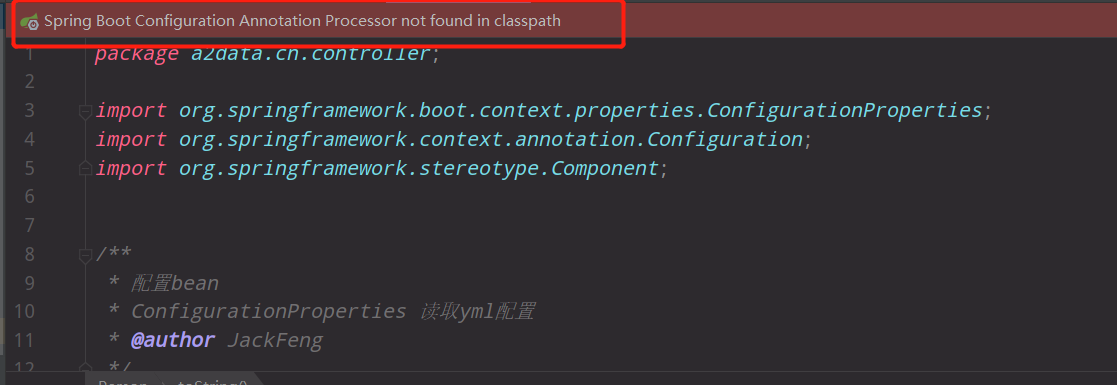 Spring Boot Configuration Annotation Processor not found in classpath
1 package a2data.cn.controller;
2
3 import org.springframework.boot.context.properties.ConfigurationProperties;
4 import org.springframework.context.annotation.Configuration;
5 import org.springframework.stereotype.Component;
6
7
8 /**
9 * 配置bean
10 * ConfigurationProperties 读取yml配置
11 * @author JackFeng
12 */
Person toString()